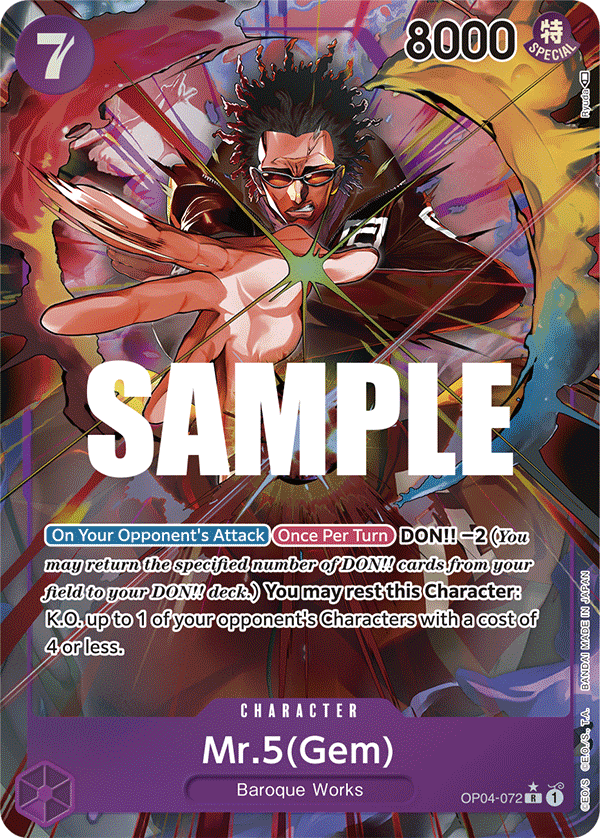 7
8000
特
SPECIAL
Ryuda
SAMPLE
On Your Opponent's Attack Once Per Turn DON!! −2 (You
may return the specified number of DON!! cards from your
field to your DON!! deck.) You may rest this Character:
K.O. up to 1 of your opponent's Characters with a cost of
4 or less.
CHARACTER
Mr.5(Gem)
Baroque Works
OP04-072 R 1
©EO/S ©E.O./S., T.A. BANDAI MADE IN JAPAN